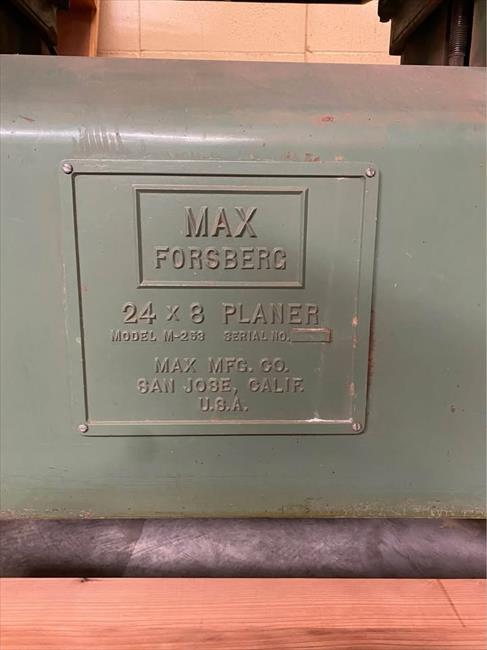 MAX
FORSBERG
24 x 8 PLANER
MODEL M-253 SERIAL NO.
MAX MFG. CO.
SAN JOSE, CALIF.
U.S.A.